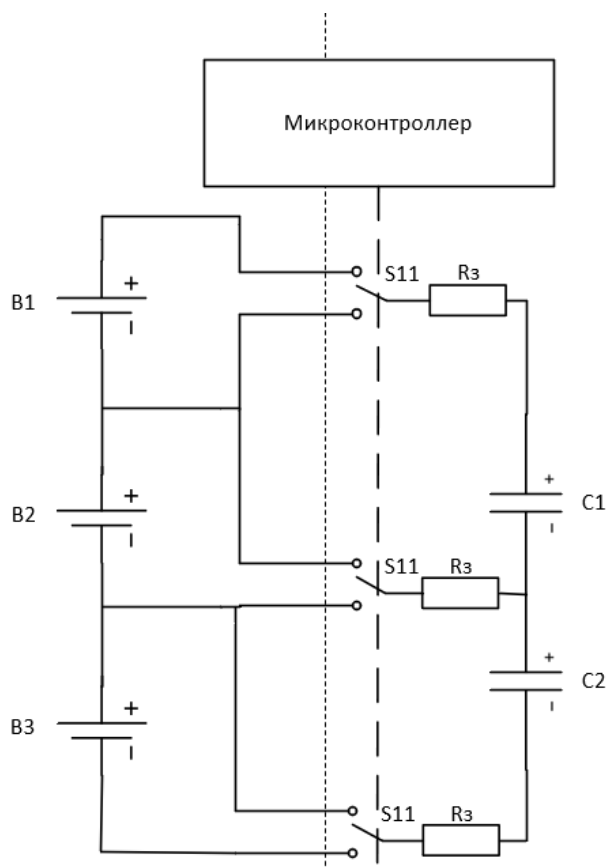 Микроконтроллер
S11
Rз
B1
+
–
C1
+
–
B2
+
–
S11
Rз
C2
+
–
B3
+
–
S11
Rз